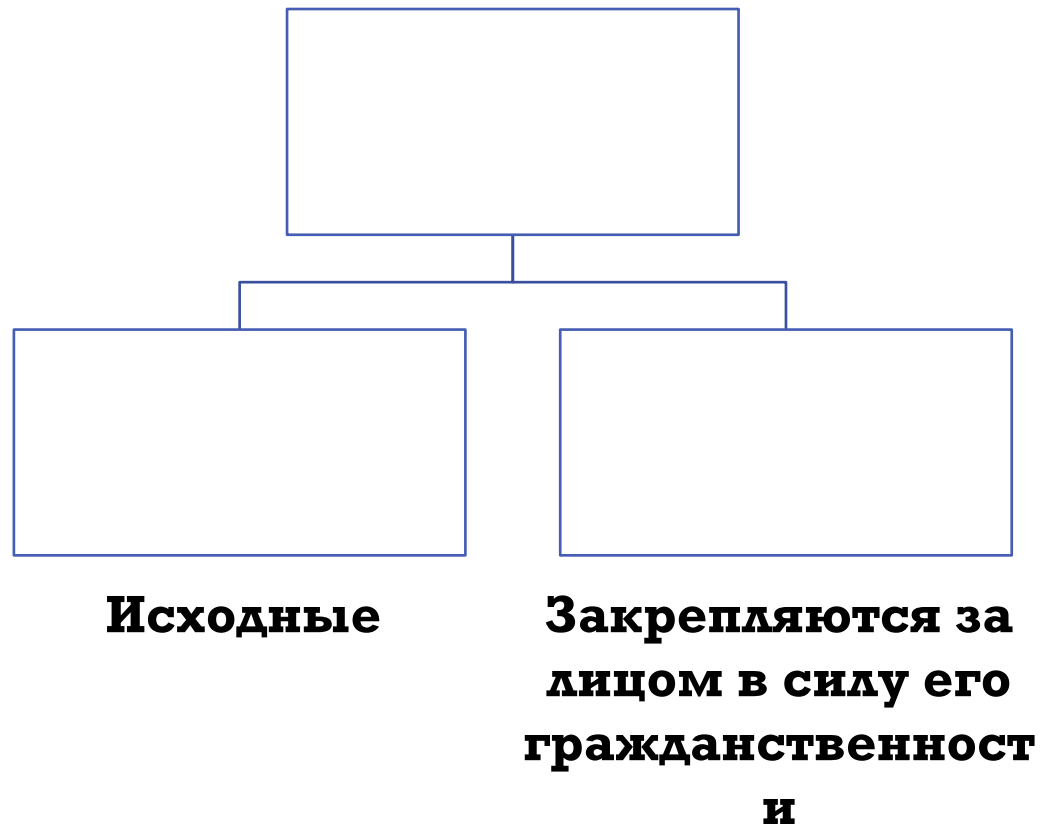 Исходные
Закрепляются за
лицом в силу его
гражданственност
и